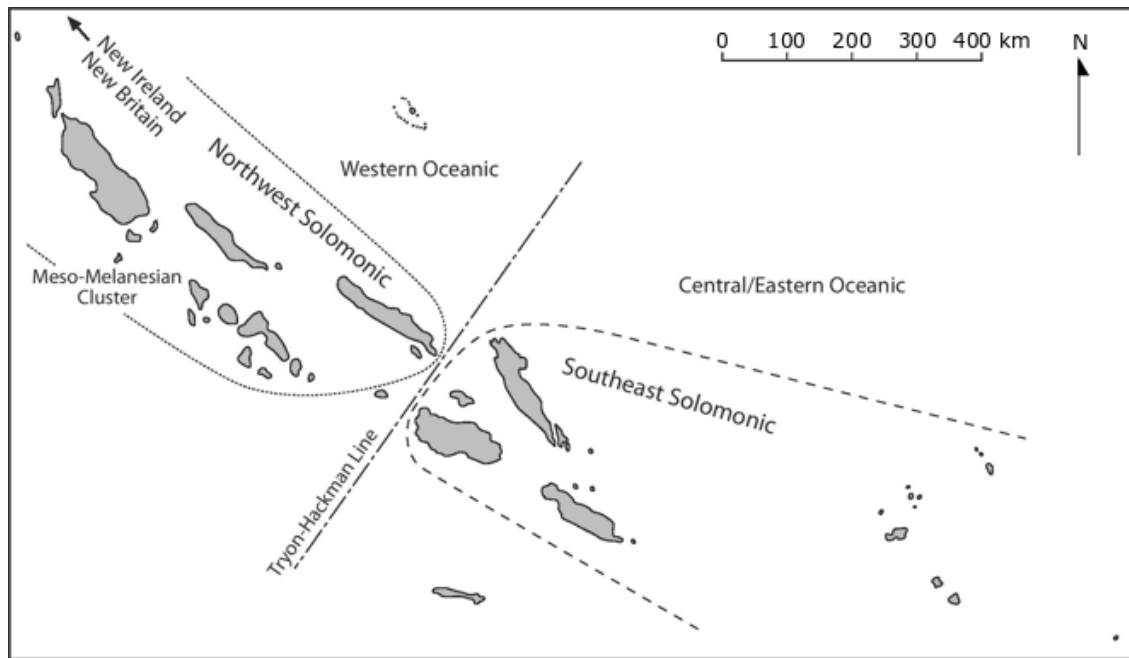 0 100 200 300 400 km
N
New Ireland
New Britain
Northwest Solomonic
Western Oceanic
Meso-Melanesian
Cluster
Central/Eastern Oceanic
Southeast Solomonic
Tryon-Hackman Line